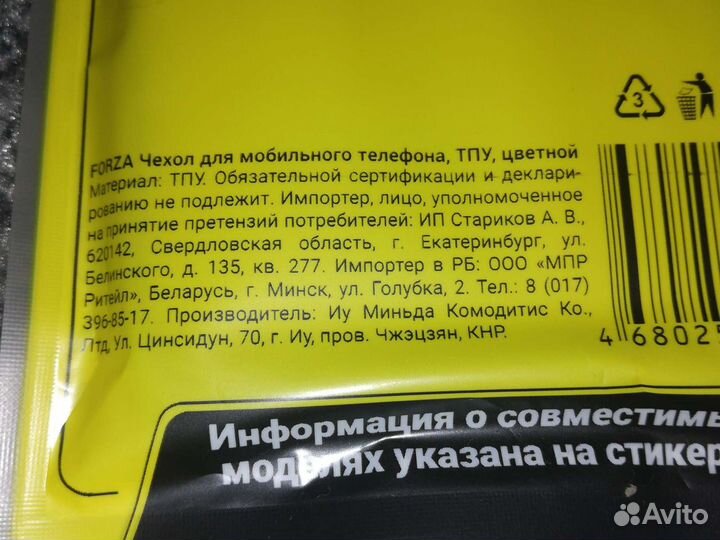 3
FORZA Чехол для мобильного телефона, ТПУ, цветной
Материал: ТПУ. Обязательной сертификации и деклари-
рованию не подлежит. Импортер, лицо, уполномоченное
на принятие претензий потребителей: ИП Стариков А. В.,
620142, Свердловская область, г. Екатеринбург, ул.
Белинского, д. 135, кв. 277. Импортер в РБ: ООО «МПР
Ритейл», Беларусь, г. Минск, ул. Голубка, 2. Тел.: 8 (017)
396-85-17. Производитель: Иу Миньда Комодитис Ко.,
Лтд, Ул. Цинсидун, 70, г. Иу, пров. Чжэцзян, КНР.
4 68025
Информация о совместимы
моделях указана на стикер
Avito